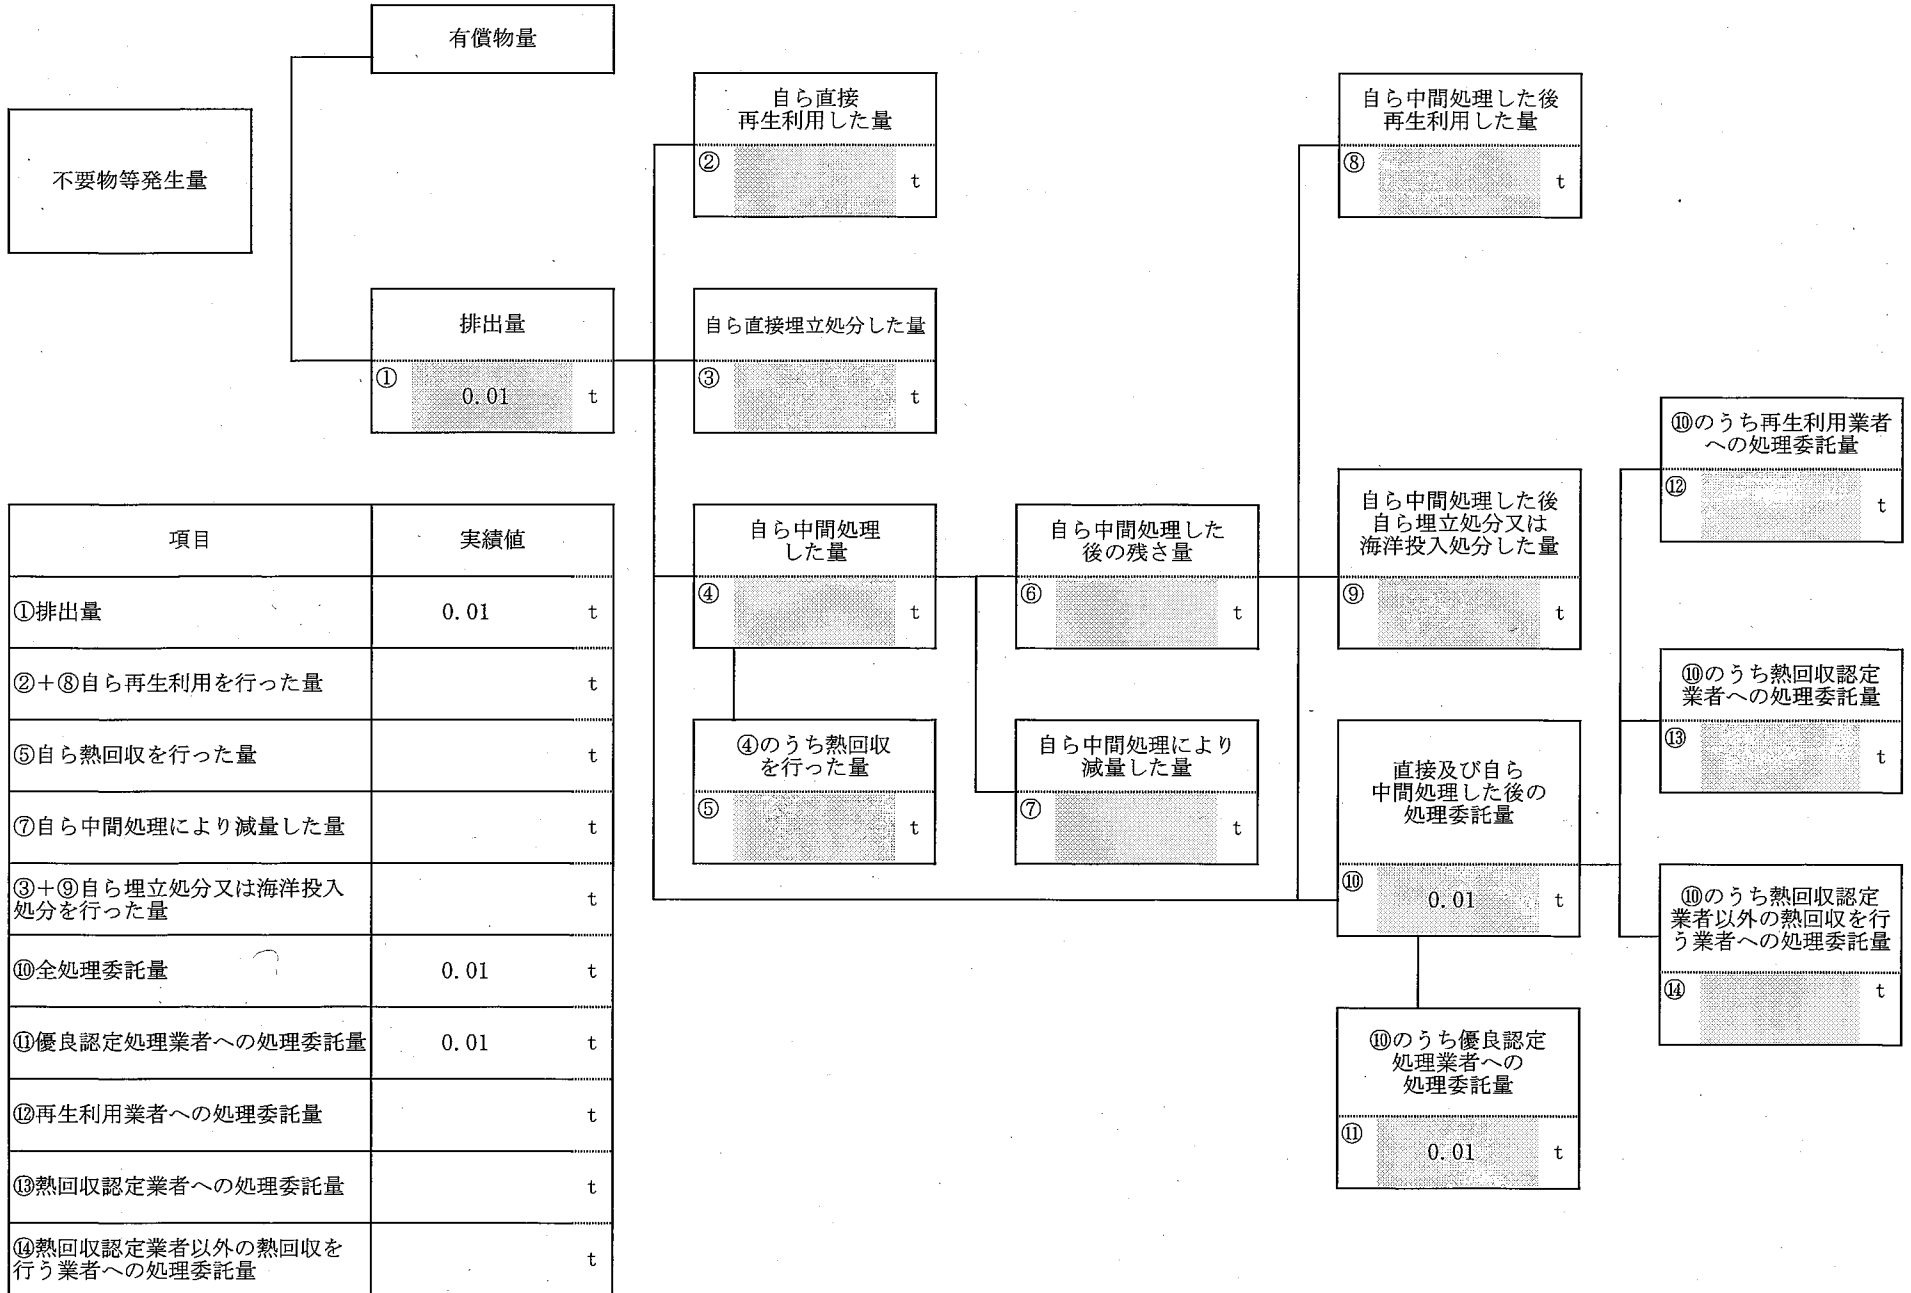 有償物量
不要物等発生量
排出量
① 0.01 t
自ら直接
再生利用した量
② t
自ら直接埋立処分した量
③ t
自ら中間処理
した量
④ t
④のうち熱回収
を行った量
⑤ t
自ら中間処理した
後の残さ量
⑥ t
自ら中間処理により
減量した量
⑦ t
自ら中間処理した後
再生利用した量
⑧ t
自ら中間処理した後
自ら埋立処分又は
海洋投入処分した量
⑨ t
直接及び自ら
中間処理した後の
処理委託量
⑩ 0.01 t
⑩のうち優良認定
処理業者への
処理委託量
⑪ 0.01 t
⑩のうち再生利用業者
への処理委託量
⑫ t
⑩のうち熱回収認定
業者への処理委託量
⑬ t
⑩のうち熱回収認定
業者以外の熱回収を行
う業者への処理委託量
⑭ t
項目 実績値
①排出量 0.01 t
②＋⑧自ら再生利用を行った量 t
⑤自ら熱回収を行った量 t
⑦自ら中間処理により減量した量 t
③＋⑨自ら埋立処分又は海洋投入
処分を行った量 t
⑩全処理委託量 0.01 t
⑪優良認定処理業者への処理委託量 0.01 t
⑫再生利用業者への処理委託量 t
⑬熱回収認定業者への処理委託量 t
⑭熱回収認定業者以外の熱回収を
行う業者への処理委託量 t